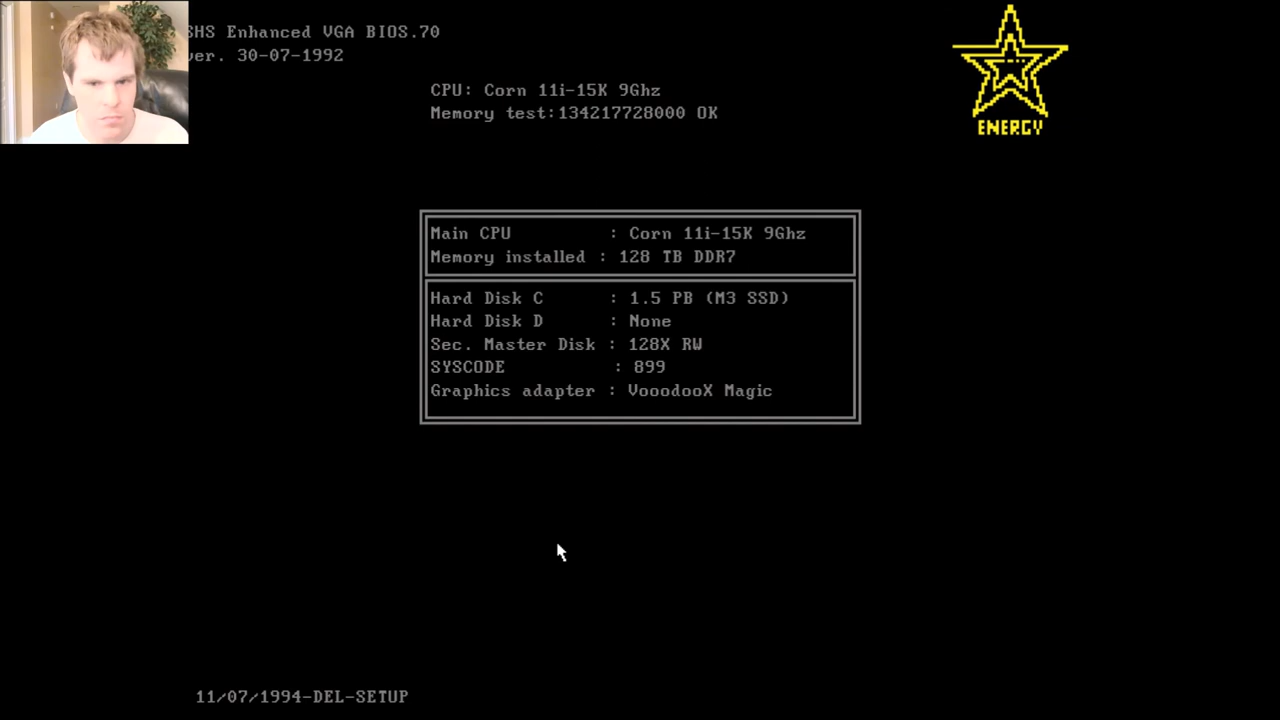 SHS Enhanced VGA BIOS.70
ver. 30-07-1992
ENERGY
CPU: Corn 11i-15K 9Ghz
Memory test:134217728000 OK
Main CPU : Corn 11i-15K 9Ghz
Memory installed : 128 TB DDR7
Hard Disk C : 1.5 PB (M3 SSD)
Hard Disk D : None
Sec. Master Disk : 128X RW
SYSCODE : 899
Graphics adapter : VooodooX Magic
11/07/1994-DEL-SETUP